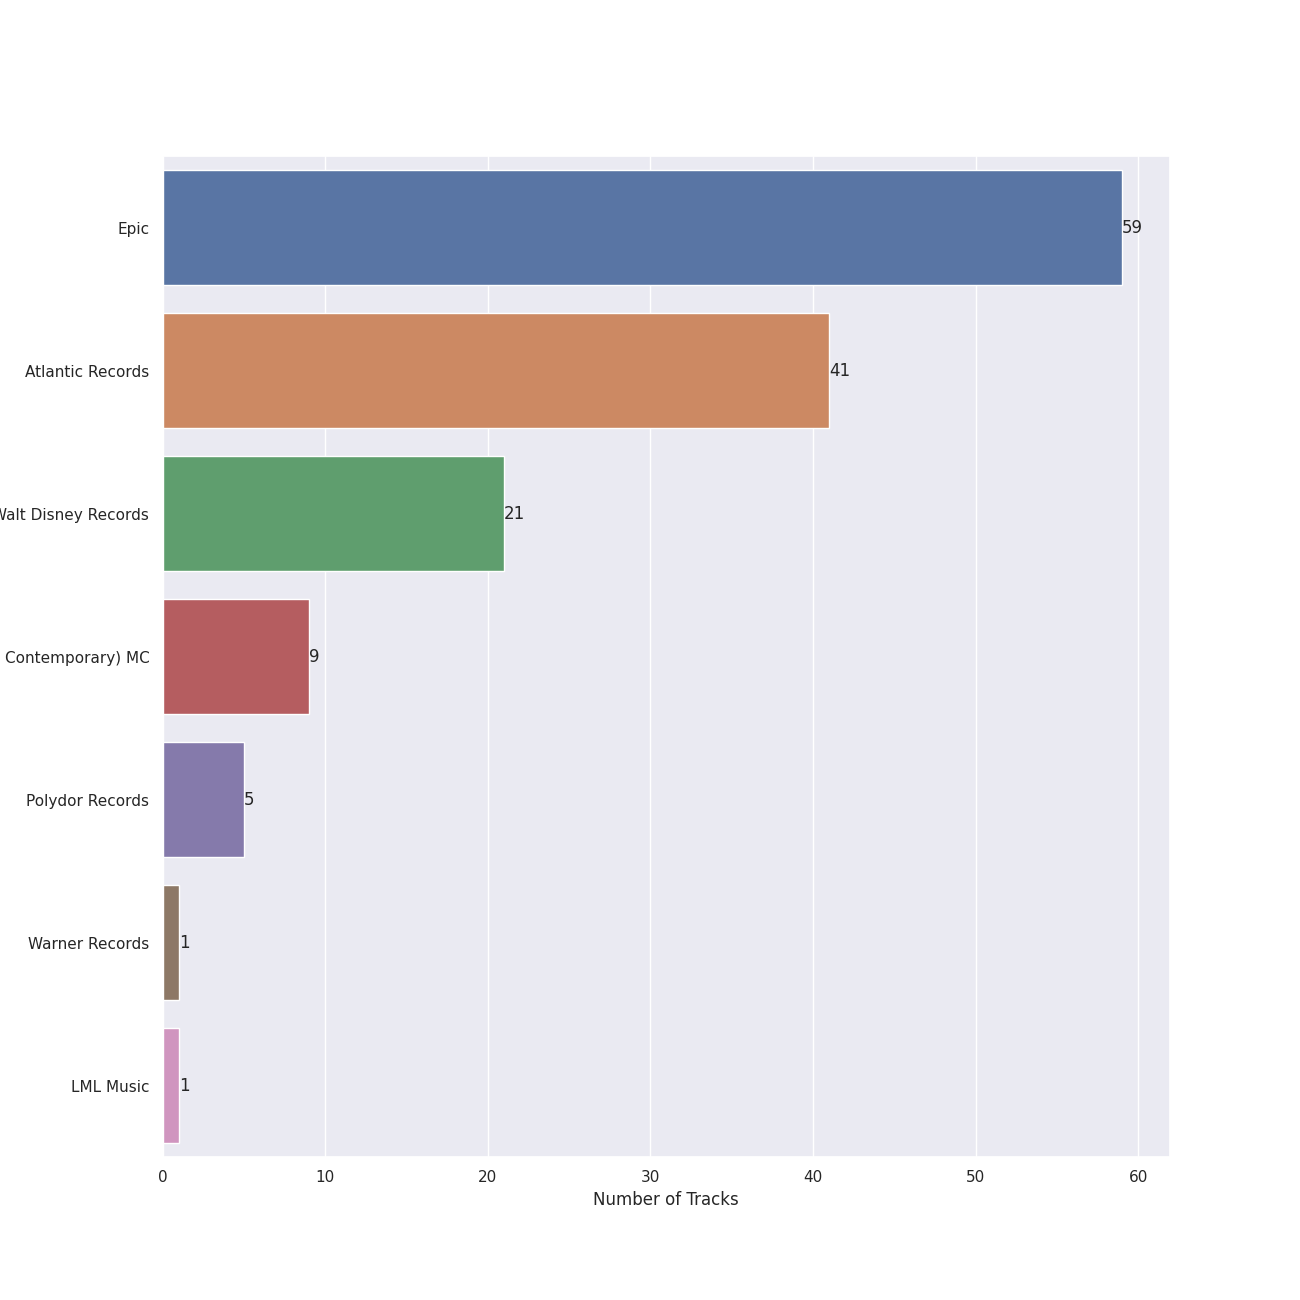 Epic
59
Atlantic Records
41
Walt Disney Records
21
Contemporary) MC
9
Polydor Records
5
Warner Records
1
LML Music
1
0 10 20 30 40 50 60
Number of Tracks